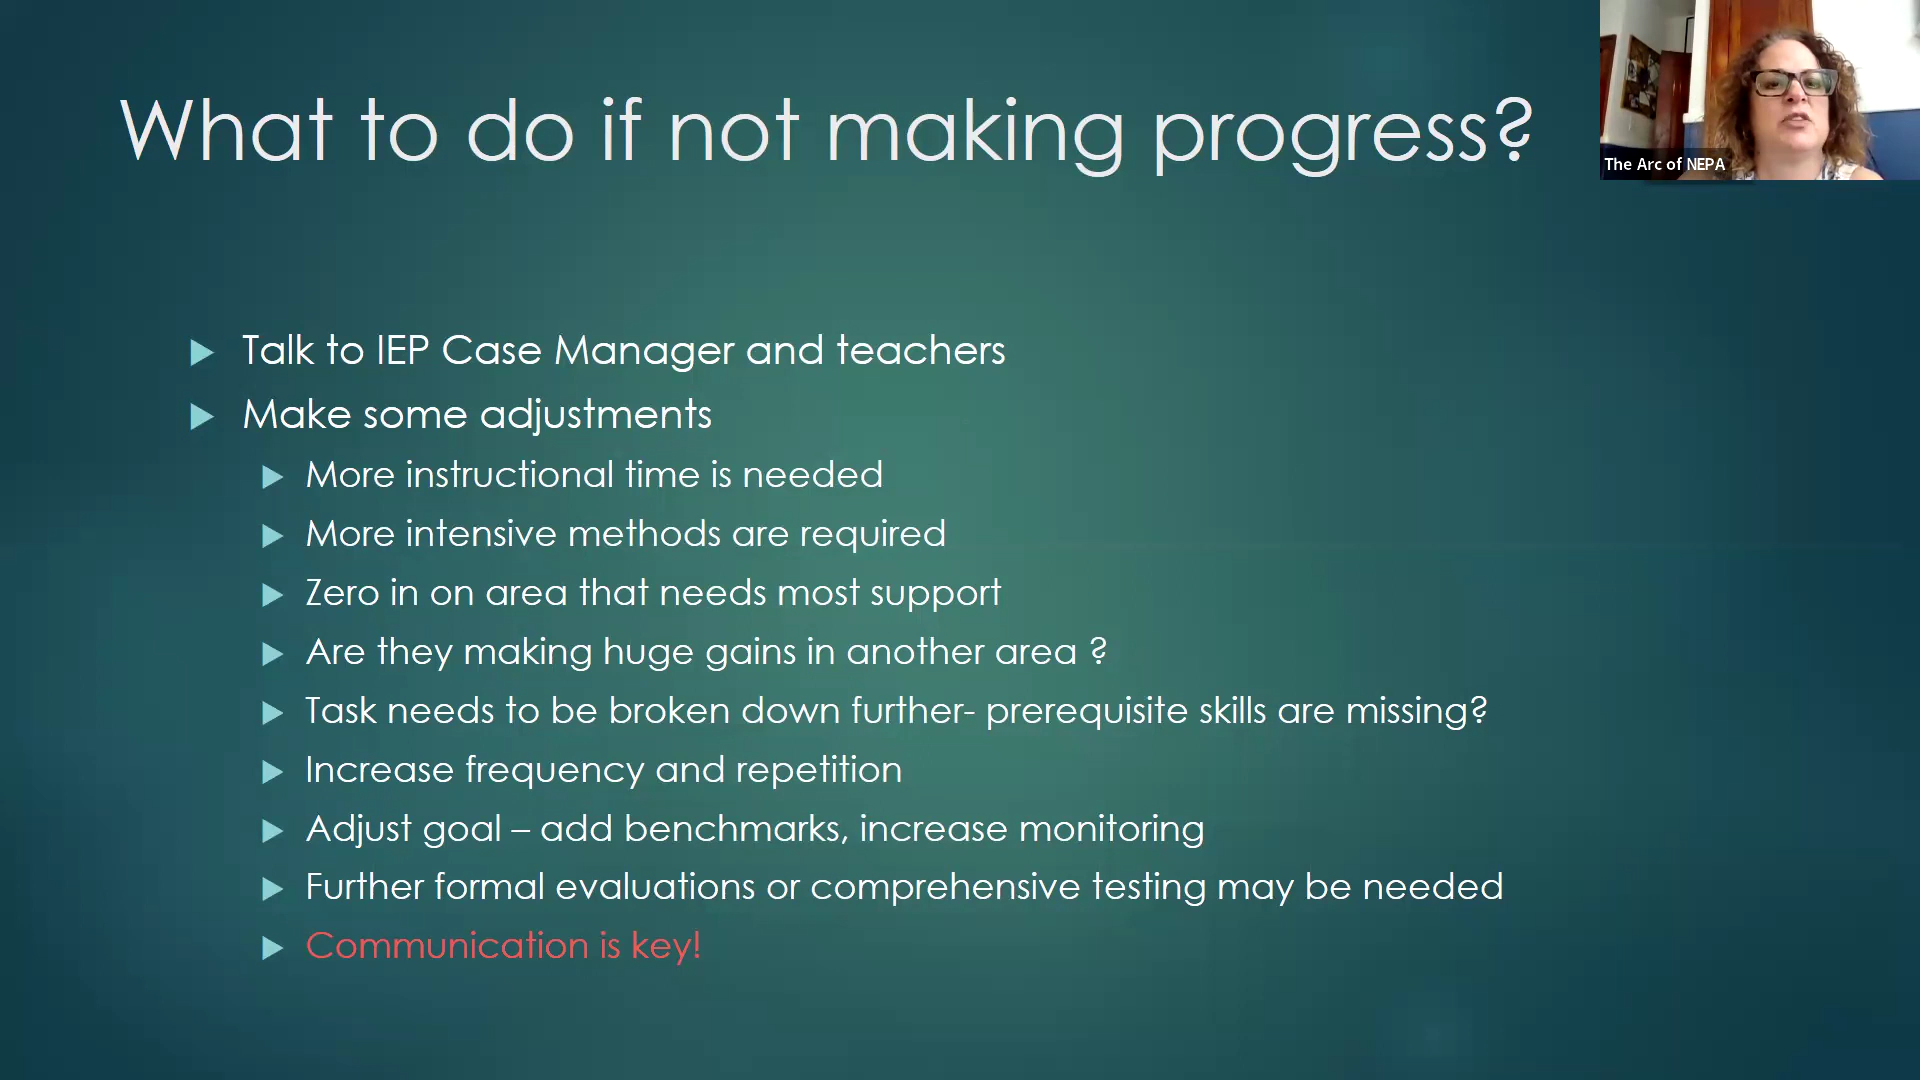 What to do if not making progress?
The Arc of NEPA
Talk to IEP Case Manager and teachers
Make some adjustments
More instructional time is needed
More intensive methods are required
Zero in on area that needs most support
Are they making huge gains in another area ?
Task needs to be broken down further- prerequisite skills are missing?
Increase frequency and repetition
Adjust goal – add benchmarks, increase monitoring
Further formal evaluations or comprehensive testing may be needed
Communication is key!